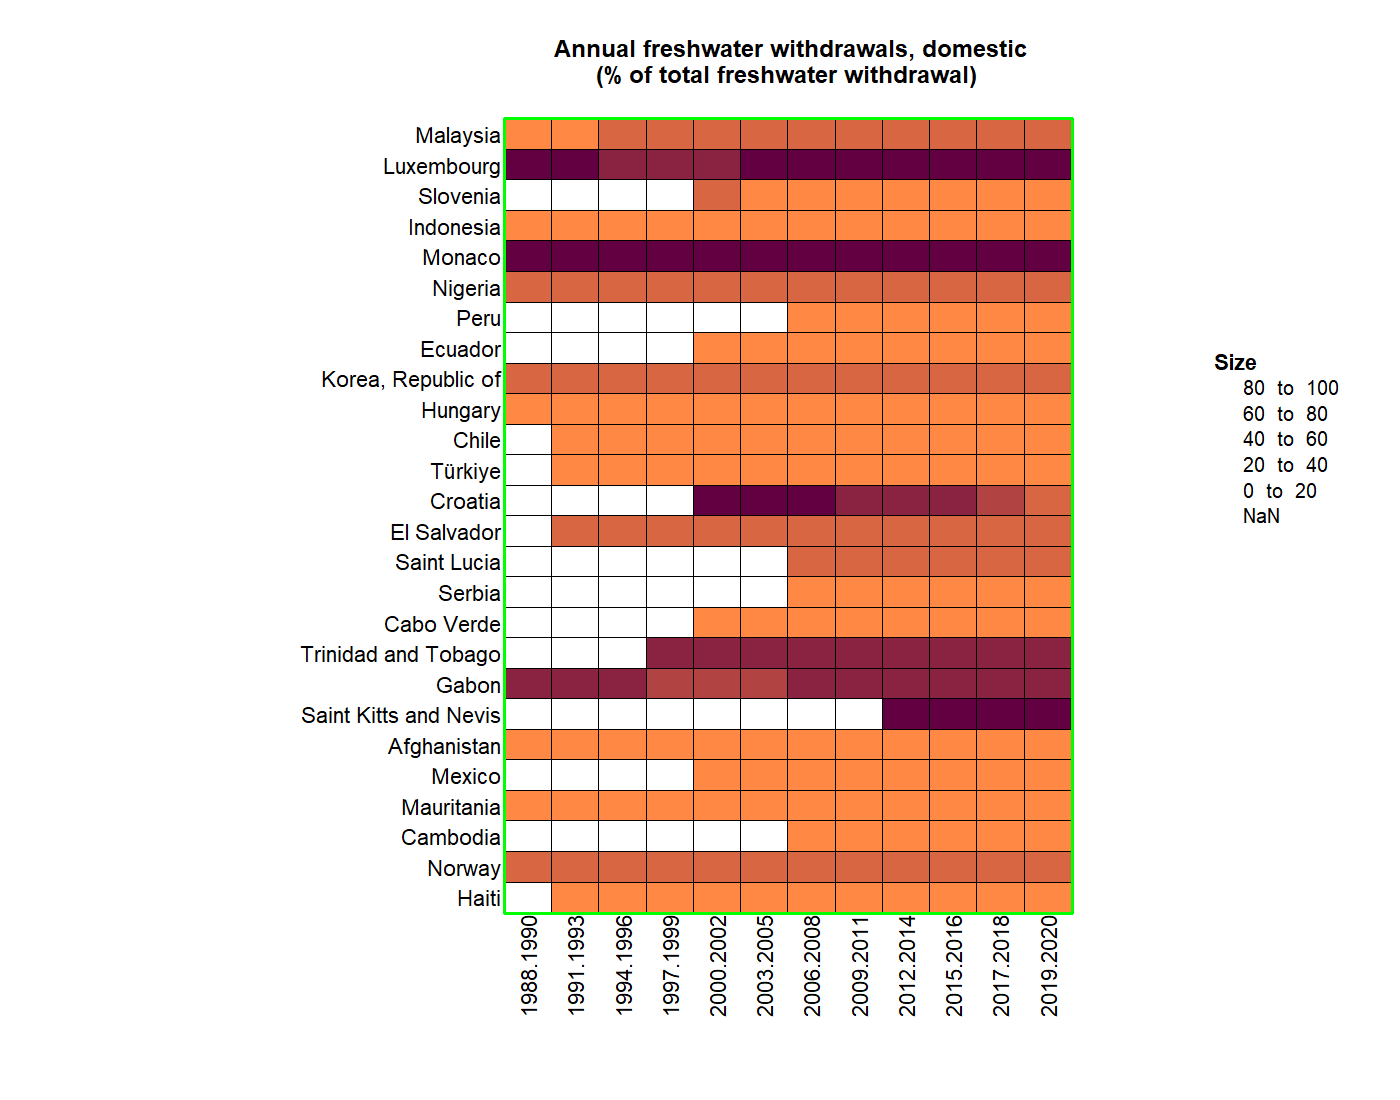 Annual freshwater withdrawals, domestic
(% of total freshwater withdrawal)
Malaysia
Luxembourg
Slovenia
Indonesia
Monaco
Nigeria
Peru
Ecuador
Korea, Republic of
Hungary
Chile
Türkiye
Croatia
El Salvador
Saint Lucia
Serbia
Cabo Verde
Trinidad and Tobago
Gabon
Saint Kitts and Nevis
Afghanistan
Mexico
Mauritania
Cambodia
Norway
Haiti
1988.1990
1991.1993
1994.1996
1997.1999
2000.2002
2003.2005
2006.2008
2009.2011
2012.2014
2015.2016
2017.2018
2019.2020
Size
80 to 100
60 to 80
40 to 60
20 to 40
0 to 20
NaN